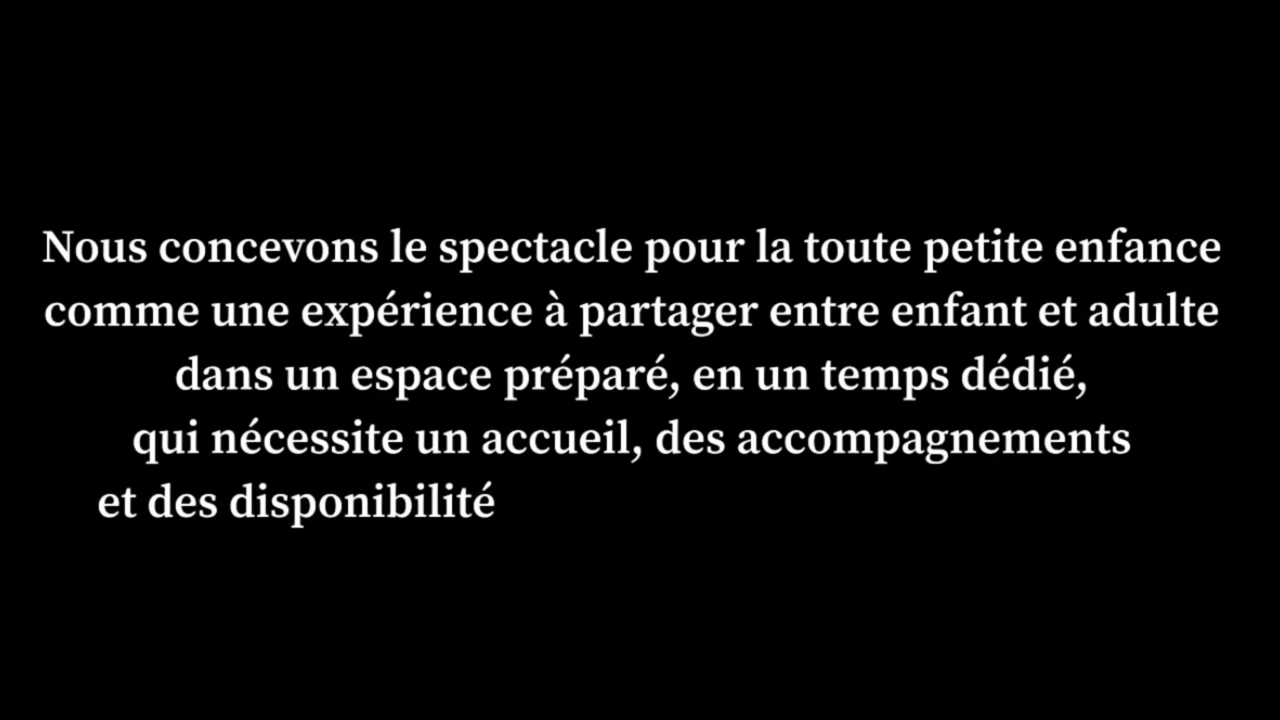 Nous concevons le spectacle pour la toute petite enfance
comme une expérience à partager entre enfant et adulte
dans un espace préparé, en un temps dédié,
qui nécessite un accueil, des accompagnements
et des disponibilité